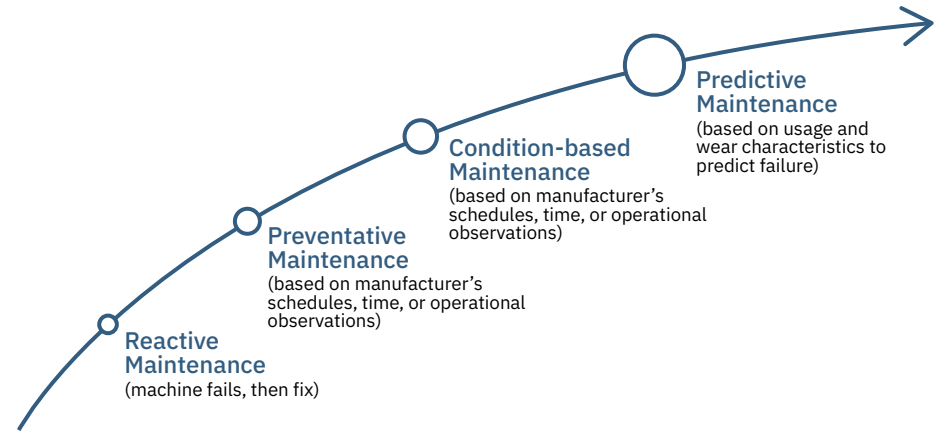 Predictive
Maintenance
(based on usage and
wear characteristics to
predict failure)
Condition-based
Maintenance
(based on manufacturer’s
schedules, time, or operational
observations)
Preventative
Maintenance
(based on manufacturer’s
schedules, time, or operational
observations)
Reactive
Maintenance
(machine fails, then fix)